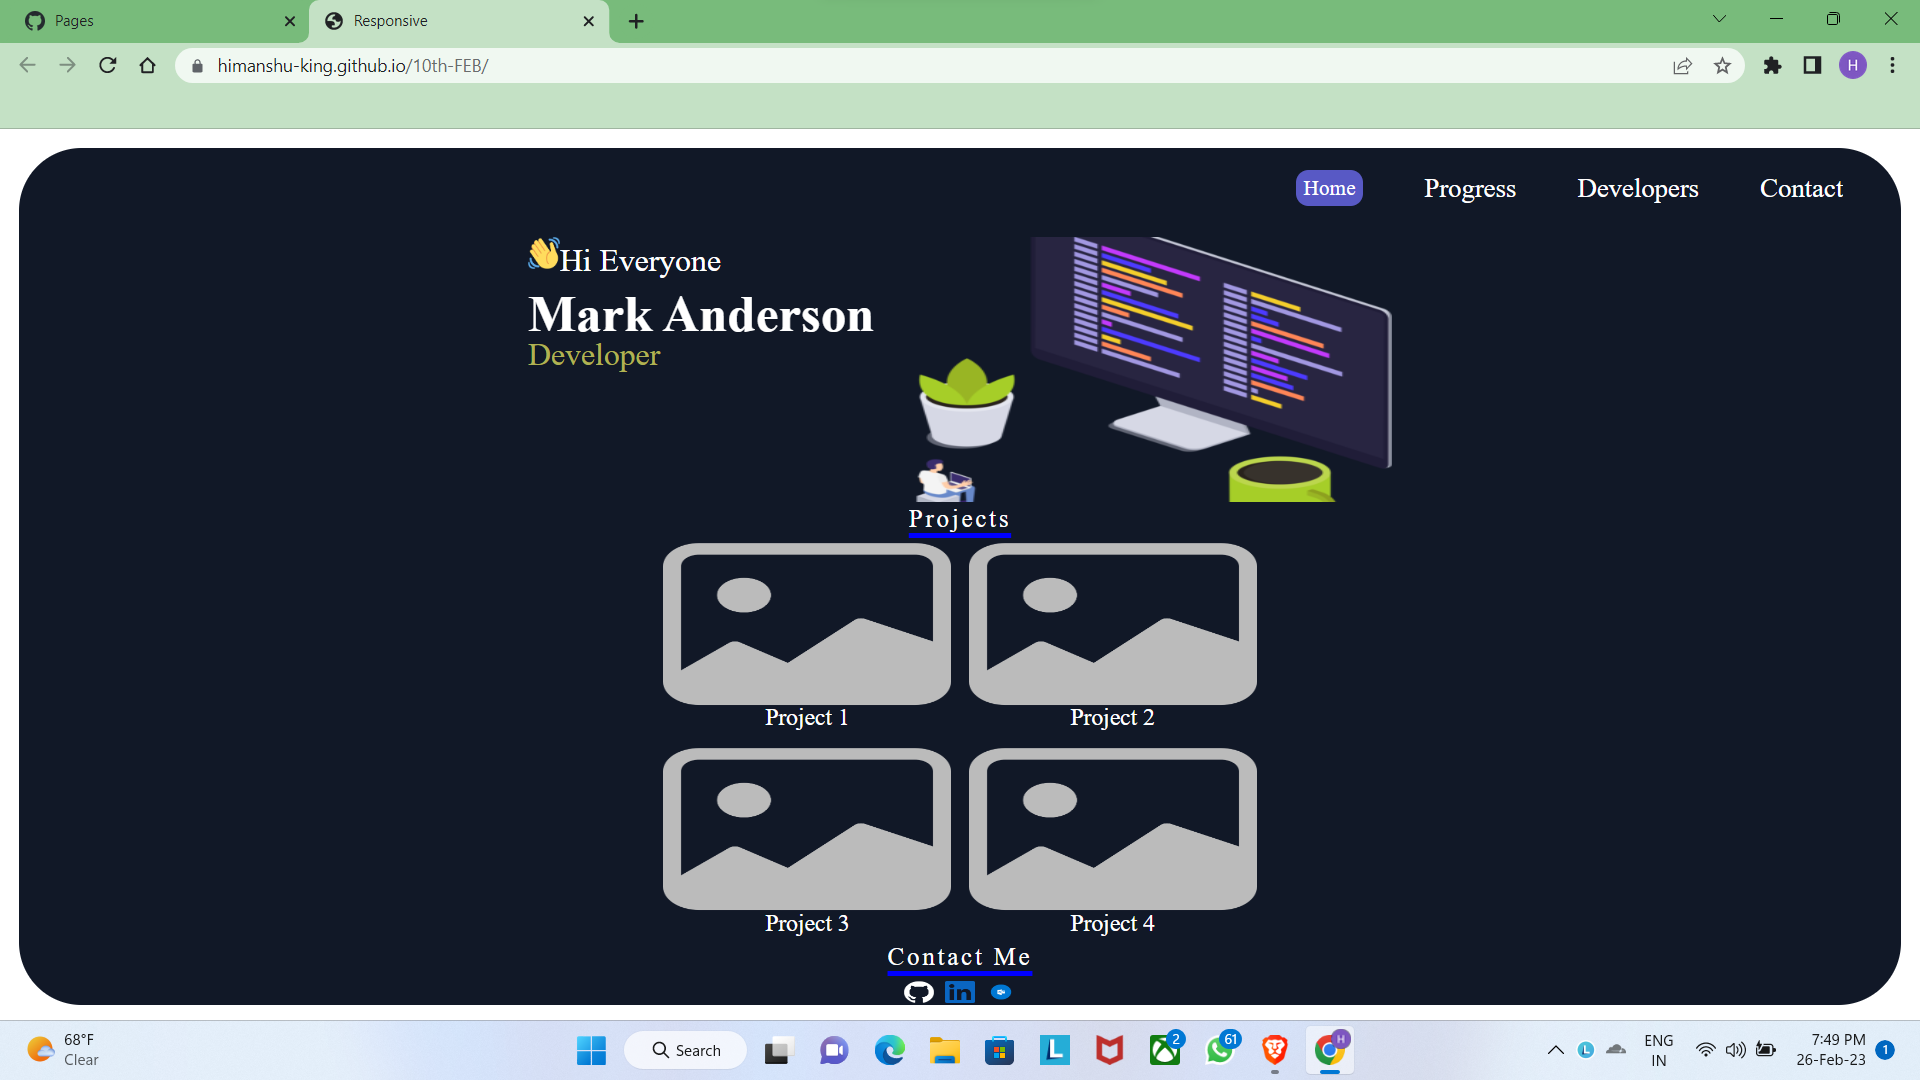 Pages
Responsive
himanshu-king.github.io/10th-FEB/
H
Home
Progress
Developers
Contact
Hi Everyone
Mark Anderson
Developer
Projects
Project 1
Project 2
Project 3
Project 4
Contact Me
in
68°F
Clear
Search
L
2
61
H
L
ENG
IN
7:49 PM
26-Feb-23
1